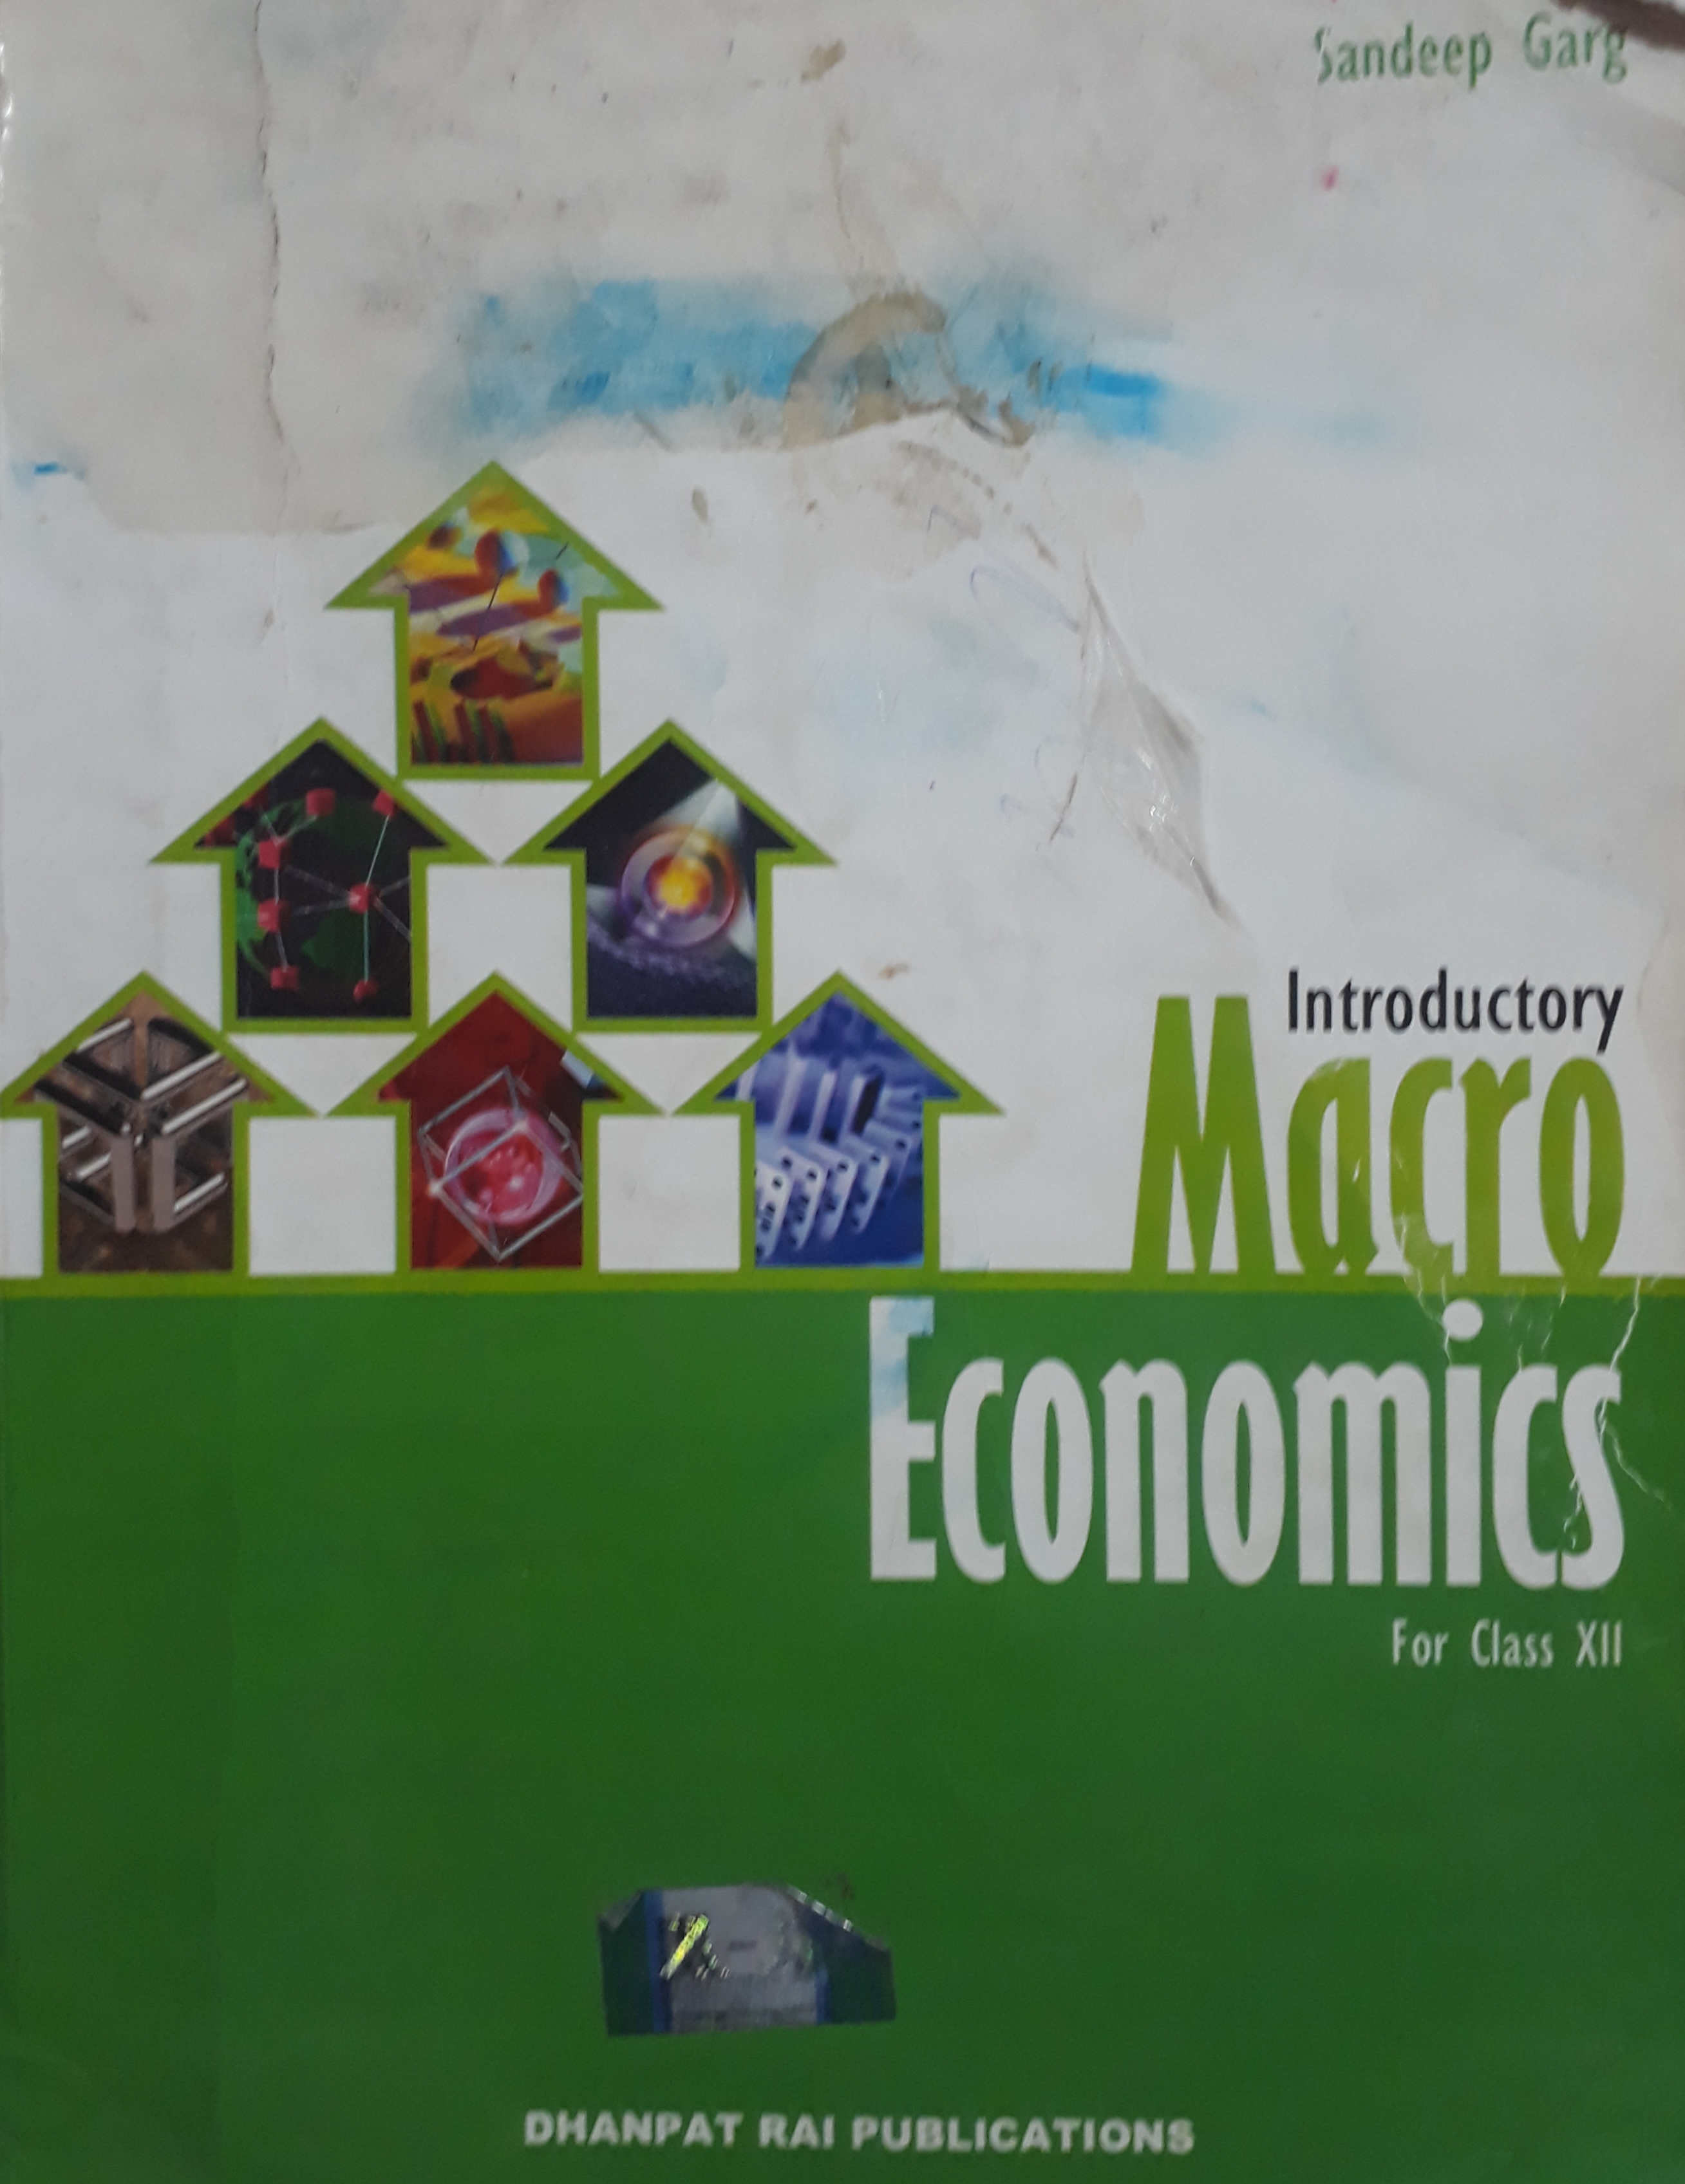 Sandeep Garg
Introductory
Macro
Economics
For Class XII
DHANPAT RAI PUBLICATIONS